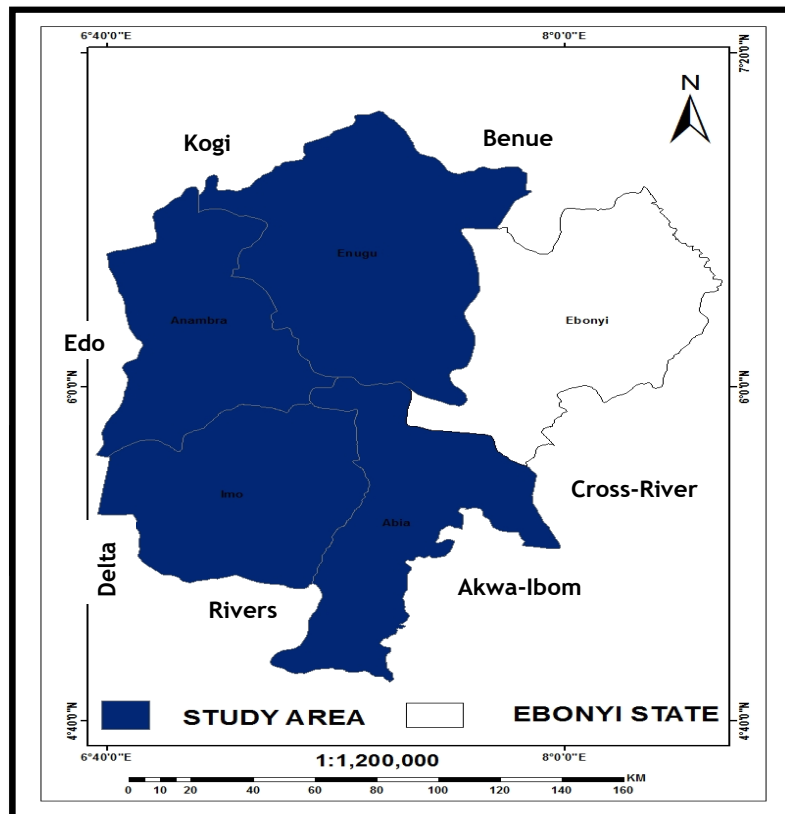 6°40'0"E
8°0'0"E
7°20'0"N
7°20'0"N
N
Kogi
Benue
Enugu
Anambra
Ebonyi
Edo
6°0'0"N
6°0'0"N
Cross-River
Imo
Abia
Delta
Akwa-Ibom
Rivers
STUDY AREA
EBONYI STATE
4°40'0"N
4°40'0"N
6°40'0"E
8°0'0"E
1:1,200,000
KM
0 10 20 40 60 80 100 120 140 160